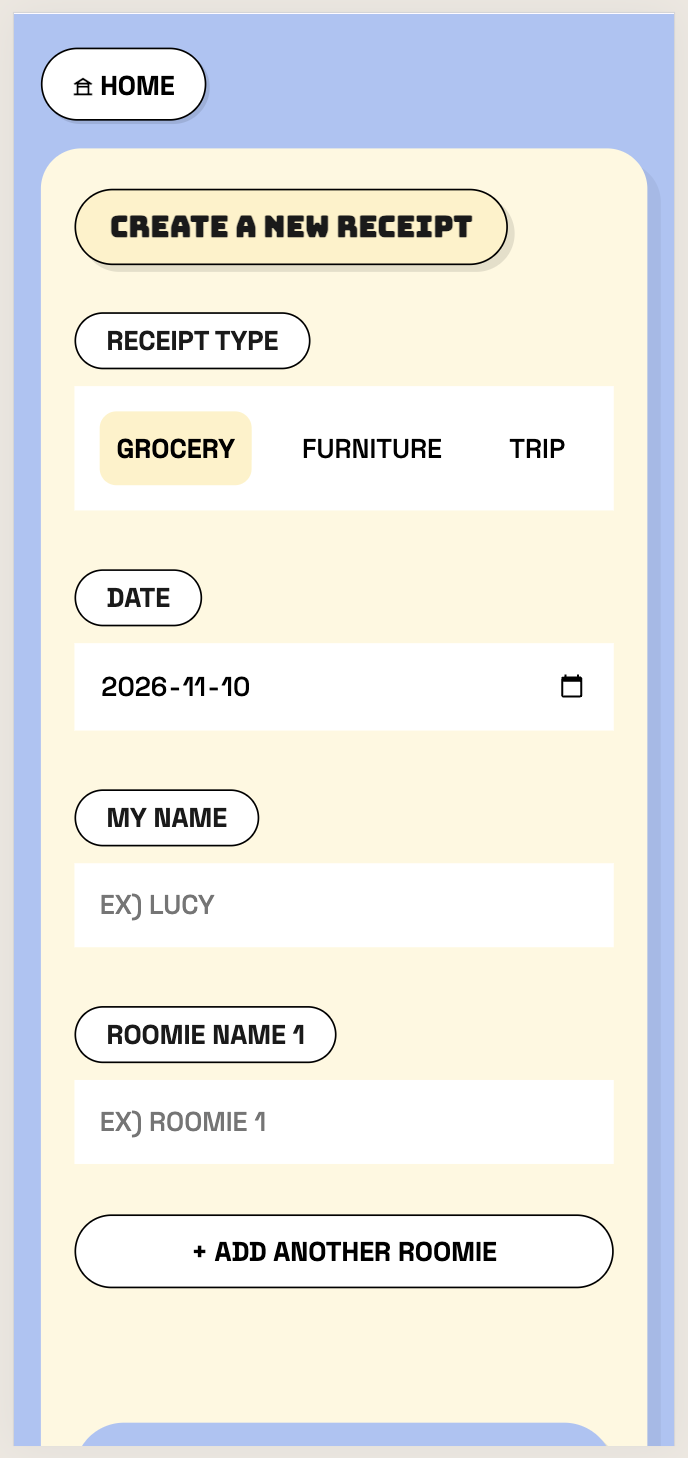 HOME
CREATE A NEW RECEIPT
RECEIPT TYPE
GROCERY FURNITURE TRIP
DATE
2026-11-10
MY NAME
EX) LUCY
ROOMIE NAME 1
EX) ROOMIE 1
+ ADD ANOTHER ROOMIE